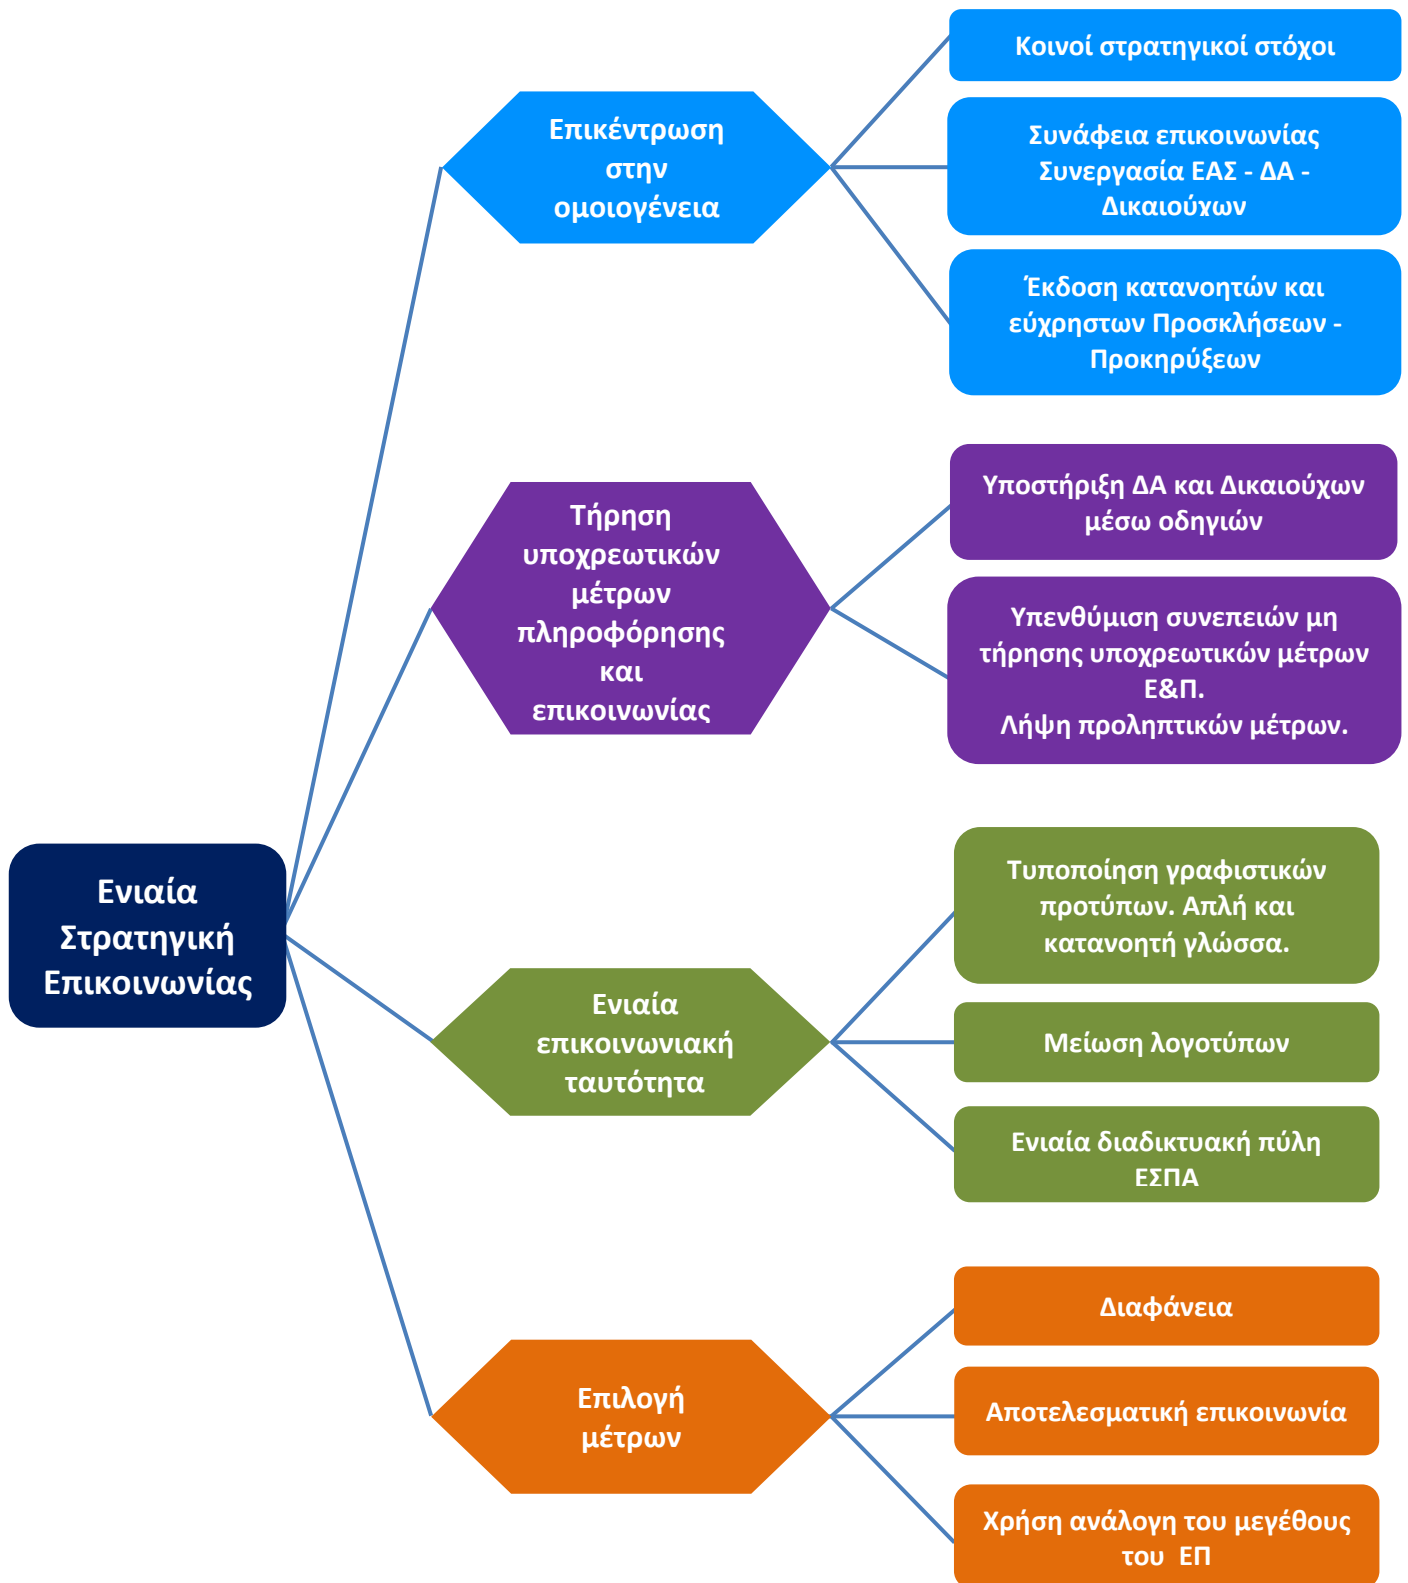 Κοινοί στρατηγικοί στόχοι
Επικέντρωση
στην
ομοιογένεια
Συνάφεια επικοινωνίας
Συνεργασία ΕΑΣ - ΔΑ -
Δικαιούχων
Έκδοση κατανοητών και
εύχρηστων Προσκλήσεων -
Προκηρύξεων
Τήρηση
υποχρεωτικών
μέτρων
πληροφόρησης
και
επικοινωνίας
Υποστήριξη ΔΑ και Δικαιούχων
μέσω οδηγιών
Υπενθύμιση συνεπειών μη
τήρησης υποχρεωτικών μέτρων
Ε&Π.
Λήψη προληπτικών μέτρων.
Ενιαία
Στρατηγική
Επικοινωνίας
Ενιαία
επικοινωνιακή
ταυτότητα
Τυποποίηση γραφιστικών
προτύπων. Απλή και
κατανοητή γλώσσα.
Μείωση λογοτύπων
Ενιαία διαδικτυακή πύλη
ΕΣΠΑ
Επιλογή
μέτρων
Διαφάνεια
Αποτελεσματική επικοινωνία
Χρήση ανάλογη του μεγέθους
του ΕΠ